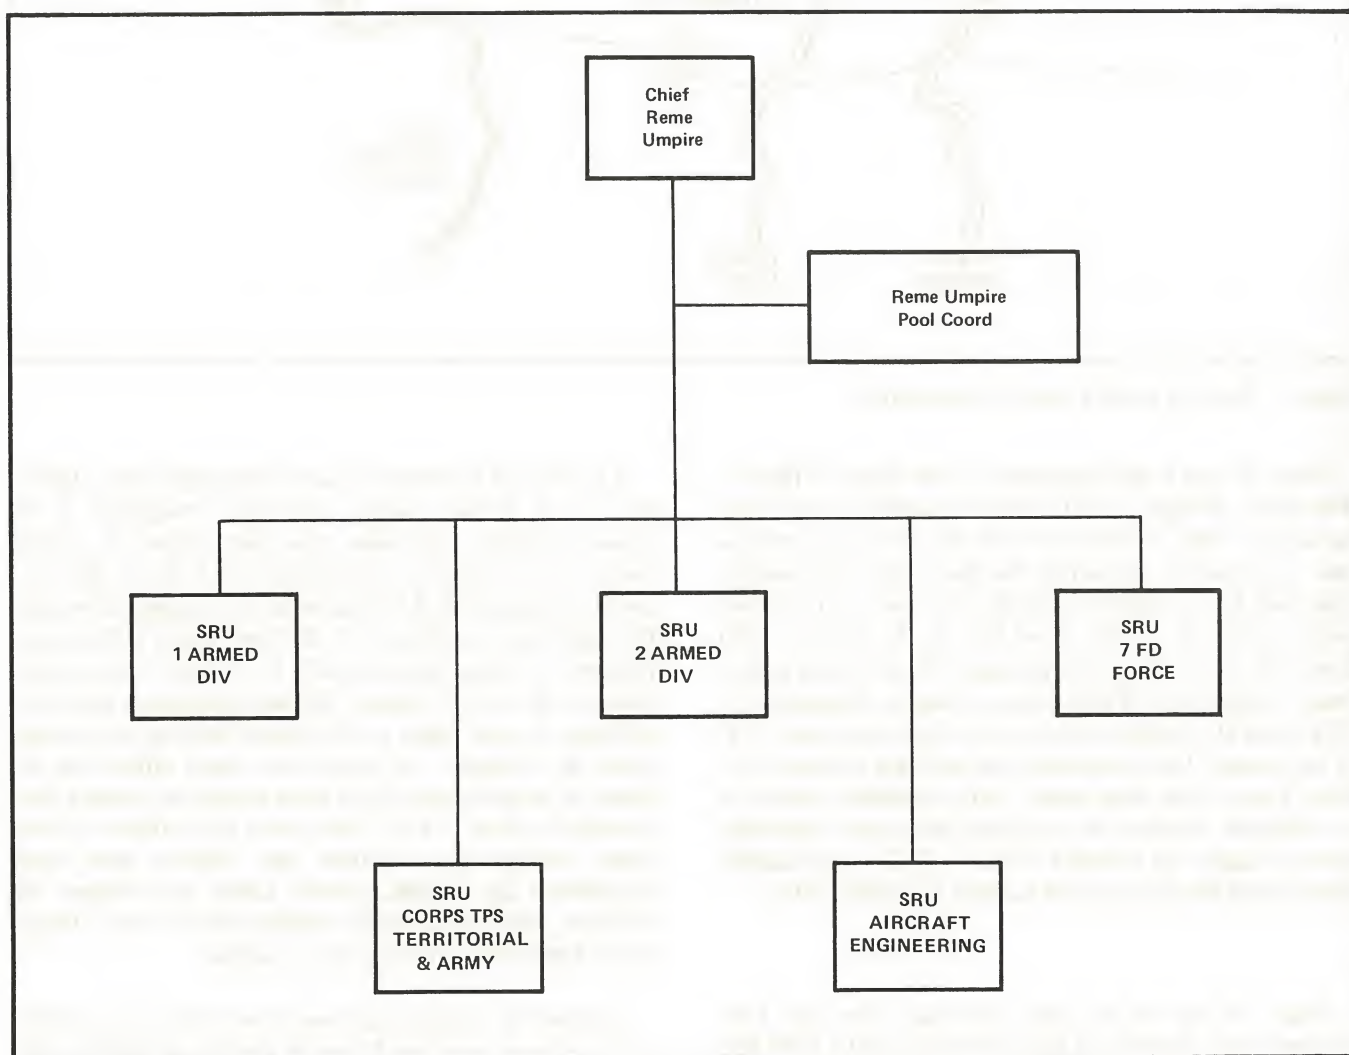 Chief
Reme
Umpire
Reme Umpire
Pool Coord
SRU
1 ARMED
DIV
SRU
2 ARMED
DIV
SRU
7 FD
FORCE
SRU
CORPS TPS
TERRITORIAL
& ARMY
SRU
AIRCRAFT
ENGINEERING